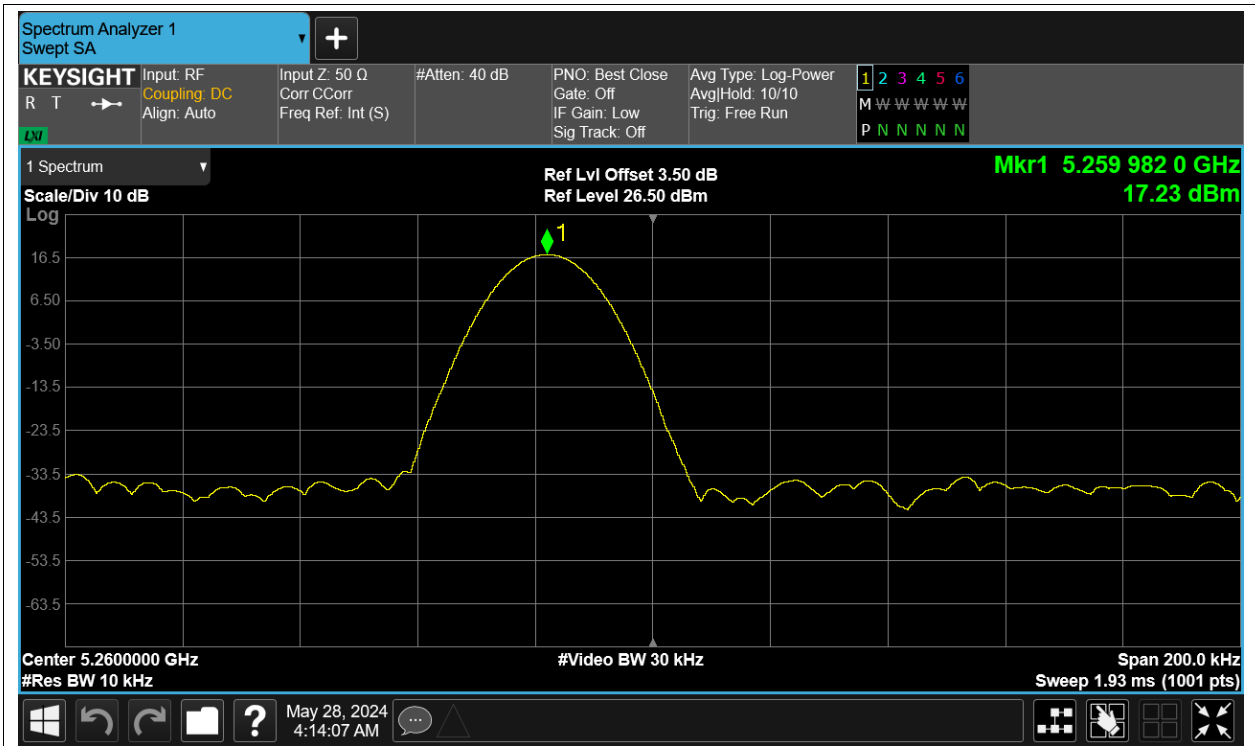 Spectrum Analyzer 1
Swept SA
KEYSIGHT
R T
LXI
Input: RF
Coupling: DC
Align: Auto
Input Z: 50 Ω
Corr CCorr
Freq Ref: Int (S)
#Atten: 40 dB
PNO: Best Close
Gate: Off
IF Gain: Low
Sig Track: Off
Avg Type: Log-Power
Avg|Hold: 10/10
Trig: Free Run
1 2 3 4 5 6
M W W W W W
P N N N N N
1 Spectrum
Scale/Div 10 dB
Log
Ref Lvl Offset 3.50 dB
Ref Level 26.50 dBm
Mkr1 5.259 982 0 GHz
17.23 dBm
1
16.5
6.50
-3.50
-13.5
-23.5
-33.5
-43.5
-53.5
-63.5
Center 5.2600000 GHz
#Video BW 30 kHz
Span 200.0 kHz
#Res BW 10 kHz
Sweep 1.93 ms (1001 pts)
?
May 28, 2024
4:14:07 AM